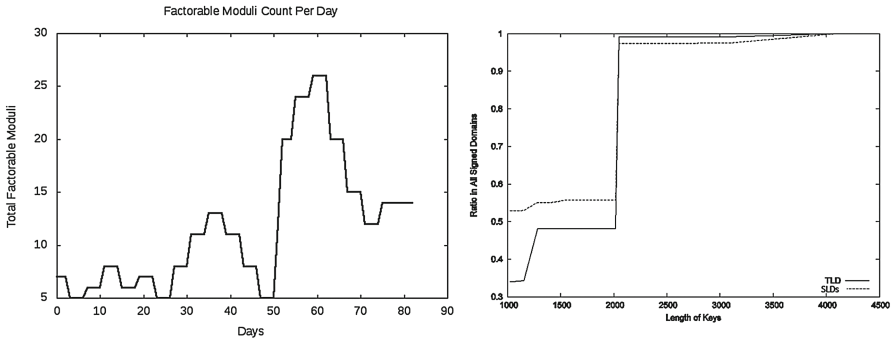 Factorable Moduli Count Per Day
30
25
20
15
10
5
Total Factorable Moduli
0 10 20 30 40 50 60 70 80 90
Days
1
0.9
0.8
0.7
0.6
0.5
0.4
0.3
Ratio in All Signed Domains
TLD
SLDs
1000 1500 2000 2500 3000 3500 4000 4500
Length of Keys